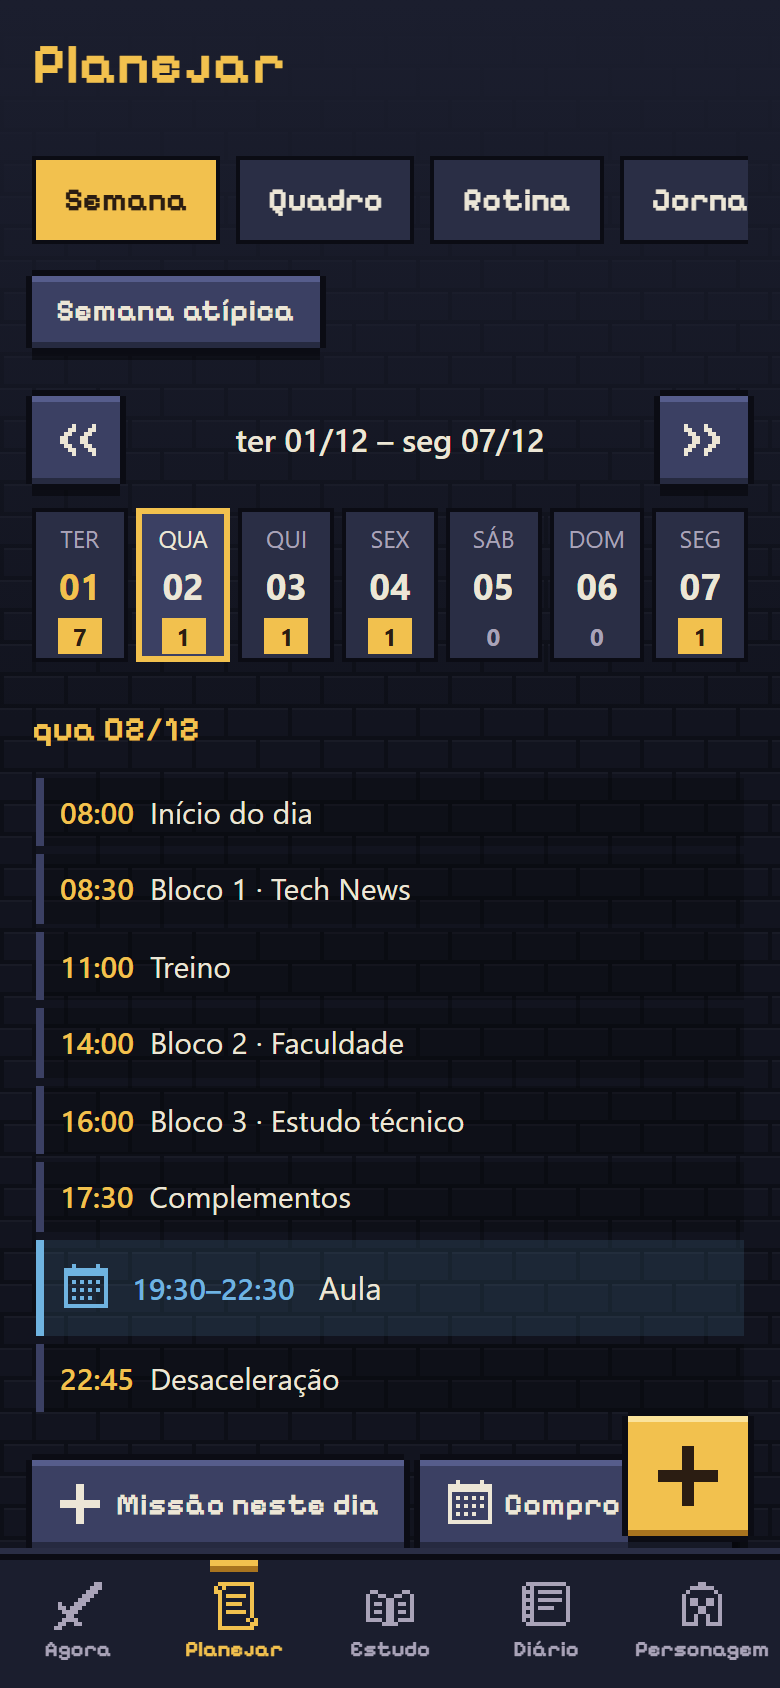 Planejar
Semana Quadro Rotina Jorna
Semana atípica
ter 01/12 – seg 07/12
TER QUA QUI SEX SÁB DOM SEG
01 02 03 04 05 06 07
7 1 1 1 0 0 1
qua 02/12
08:00 Início do dia
08:30 Bloco 1 · Tech News
11:00 Treino
14:00 Bloco 2 · Faculdade
16:00 Bloco 3 · Estudo técnico
17:30 Complementos
19:30–22:30 Aula
22:45 Desaceleração
Missão neste dia Compro
Agora Planejar Estudo Diário Personagem